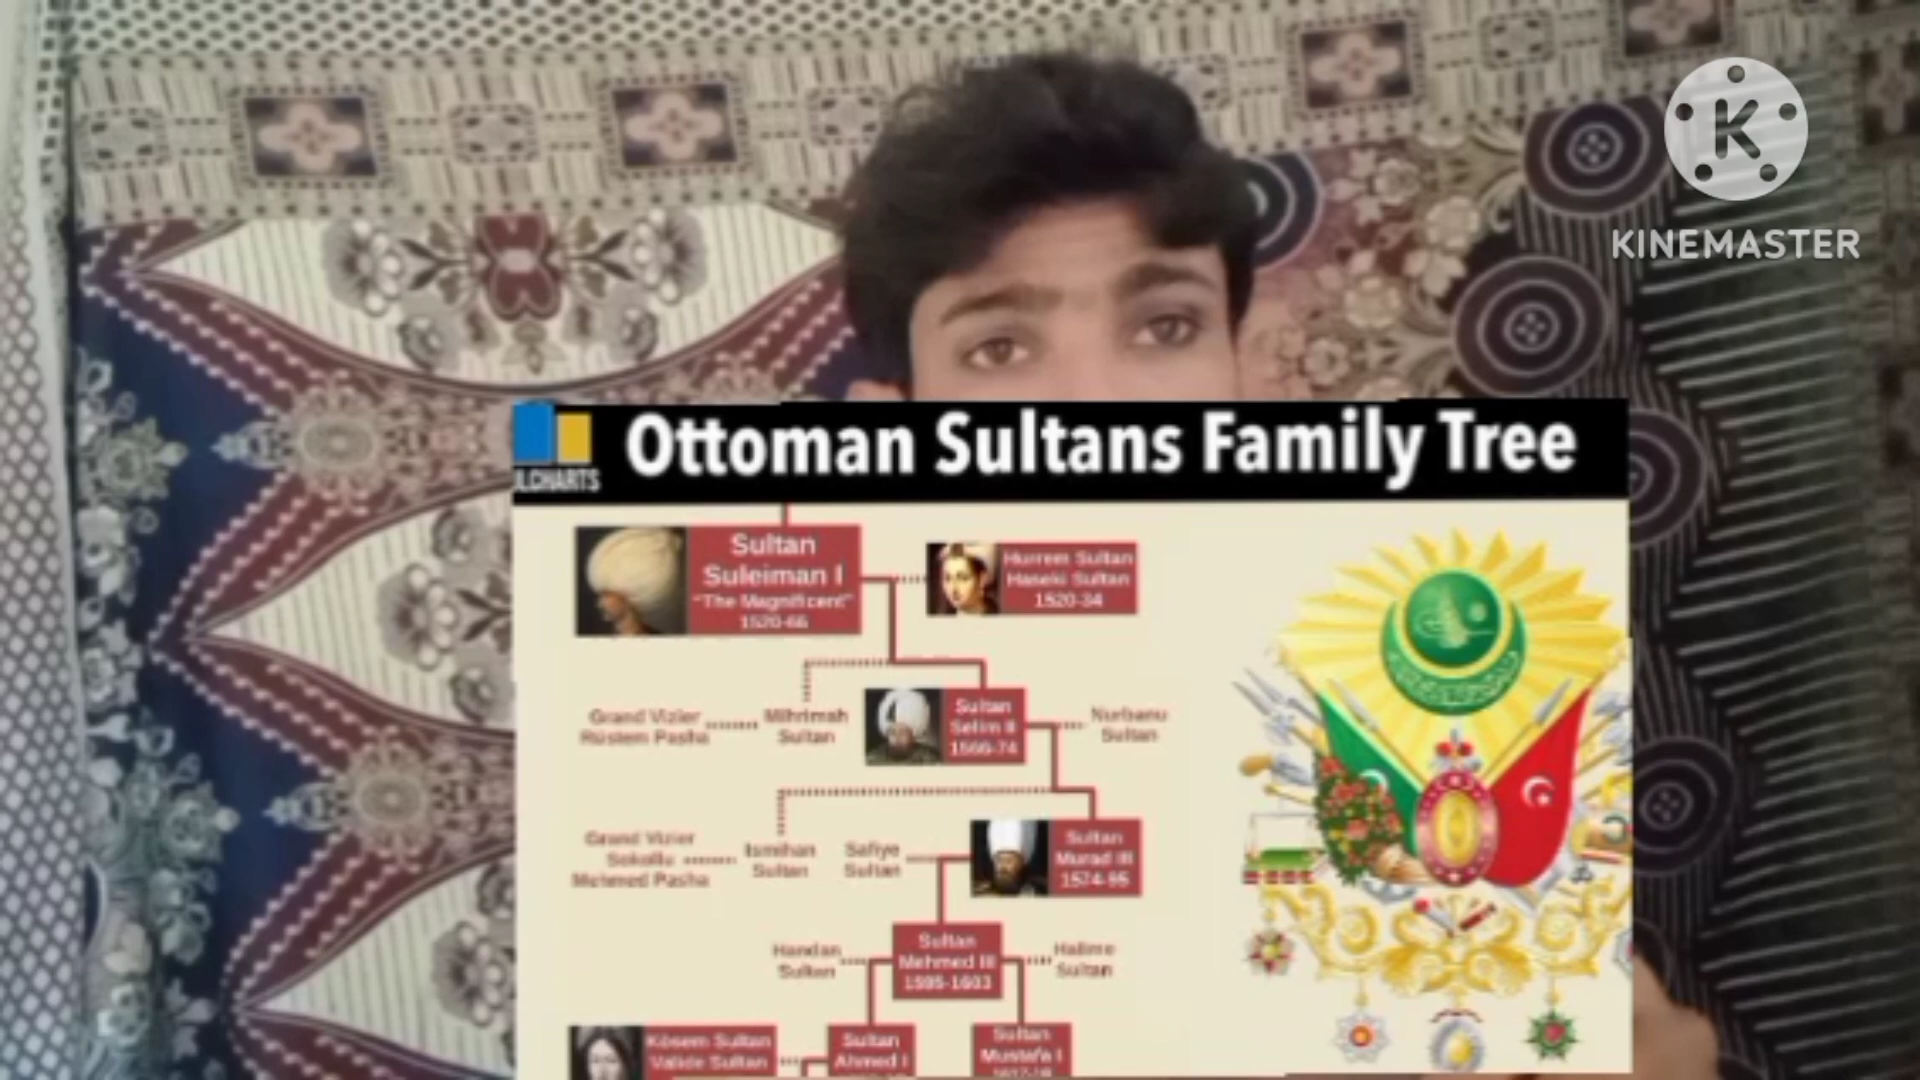 KINEMASTER
Ottoman Sultans Family Tree
Sultan
Suleiman I
"The Magnificent"
1520-66
Hurrem Sultan
Haseki Sultan
1520-34
Grand Vizier
Rüstem Pasha
Mihrimah
Sultan
Sultan
Selim II
1566-74
Nurbanu
Sultan
Grand Vizier
Sokollu
Mehmed Pasha
Ismihan
Sultan
Safiye
Sultan
Sultan
Murad III
1574-95
Handan
Sultan
Sultan
Mehmed III
1595-1603
Halime
Sultan
Kösem Sultan
Valide Sultan
Sultan
Ahmed I
Sultan
Mustafa I